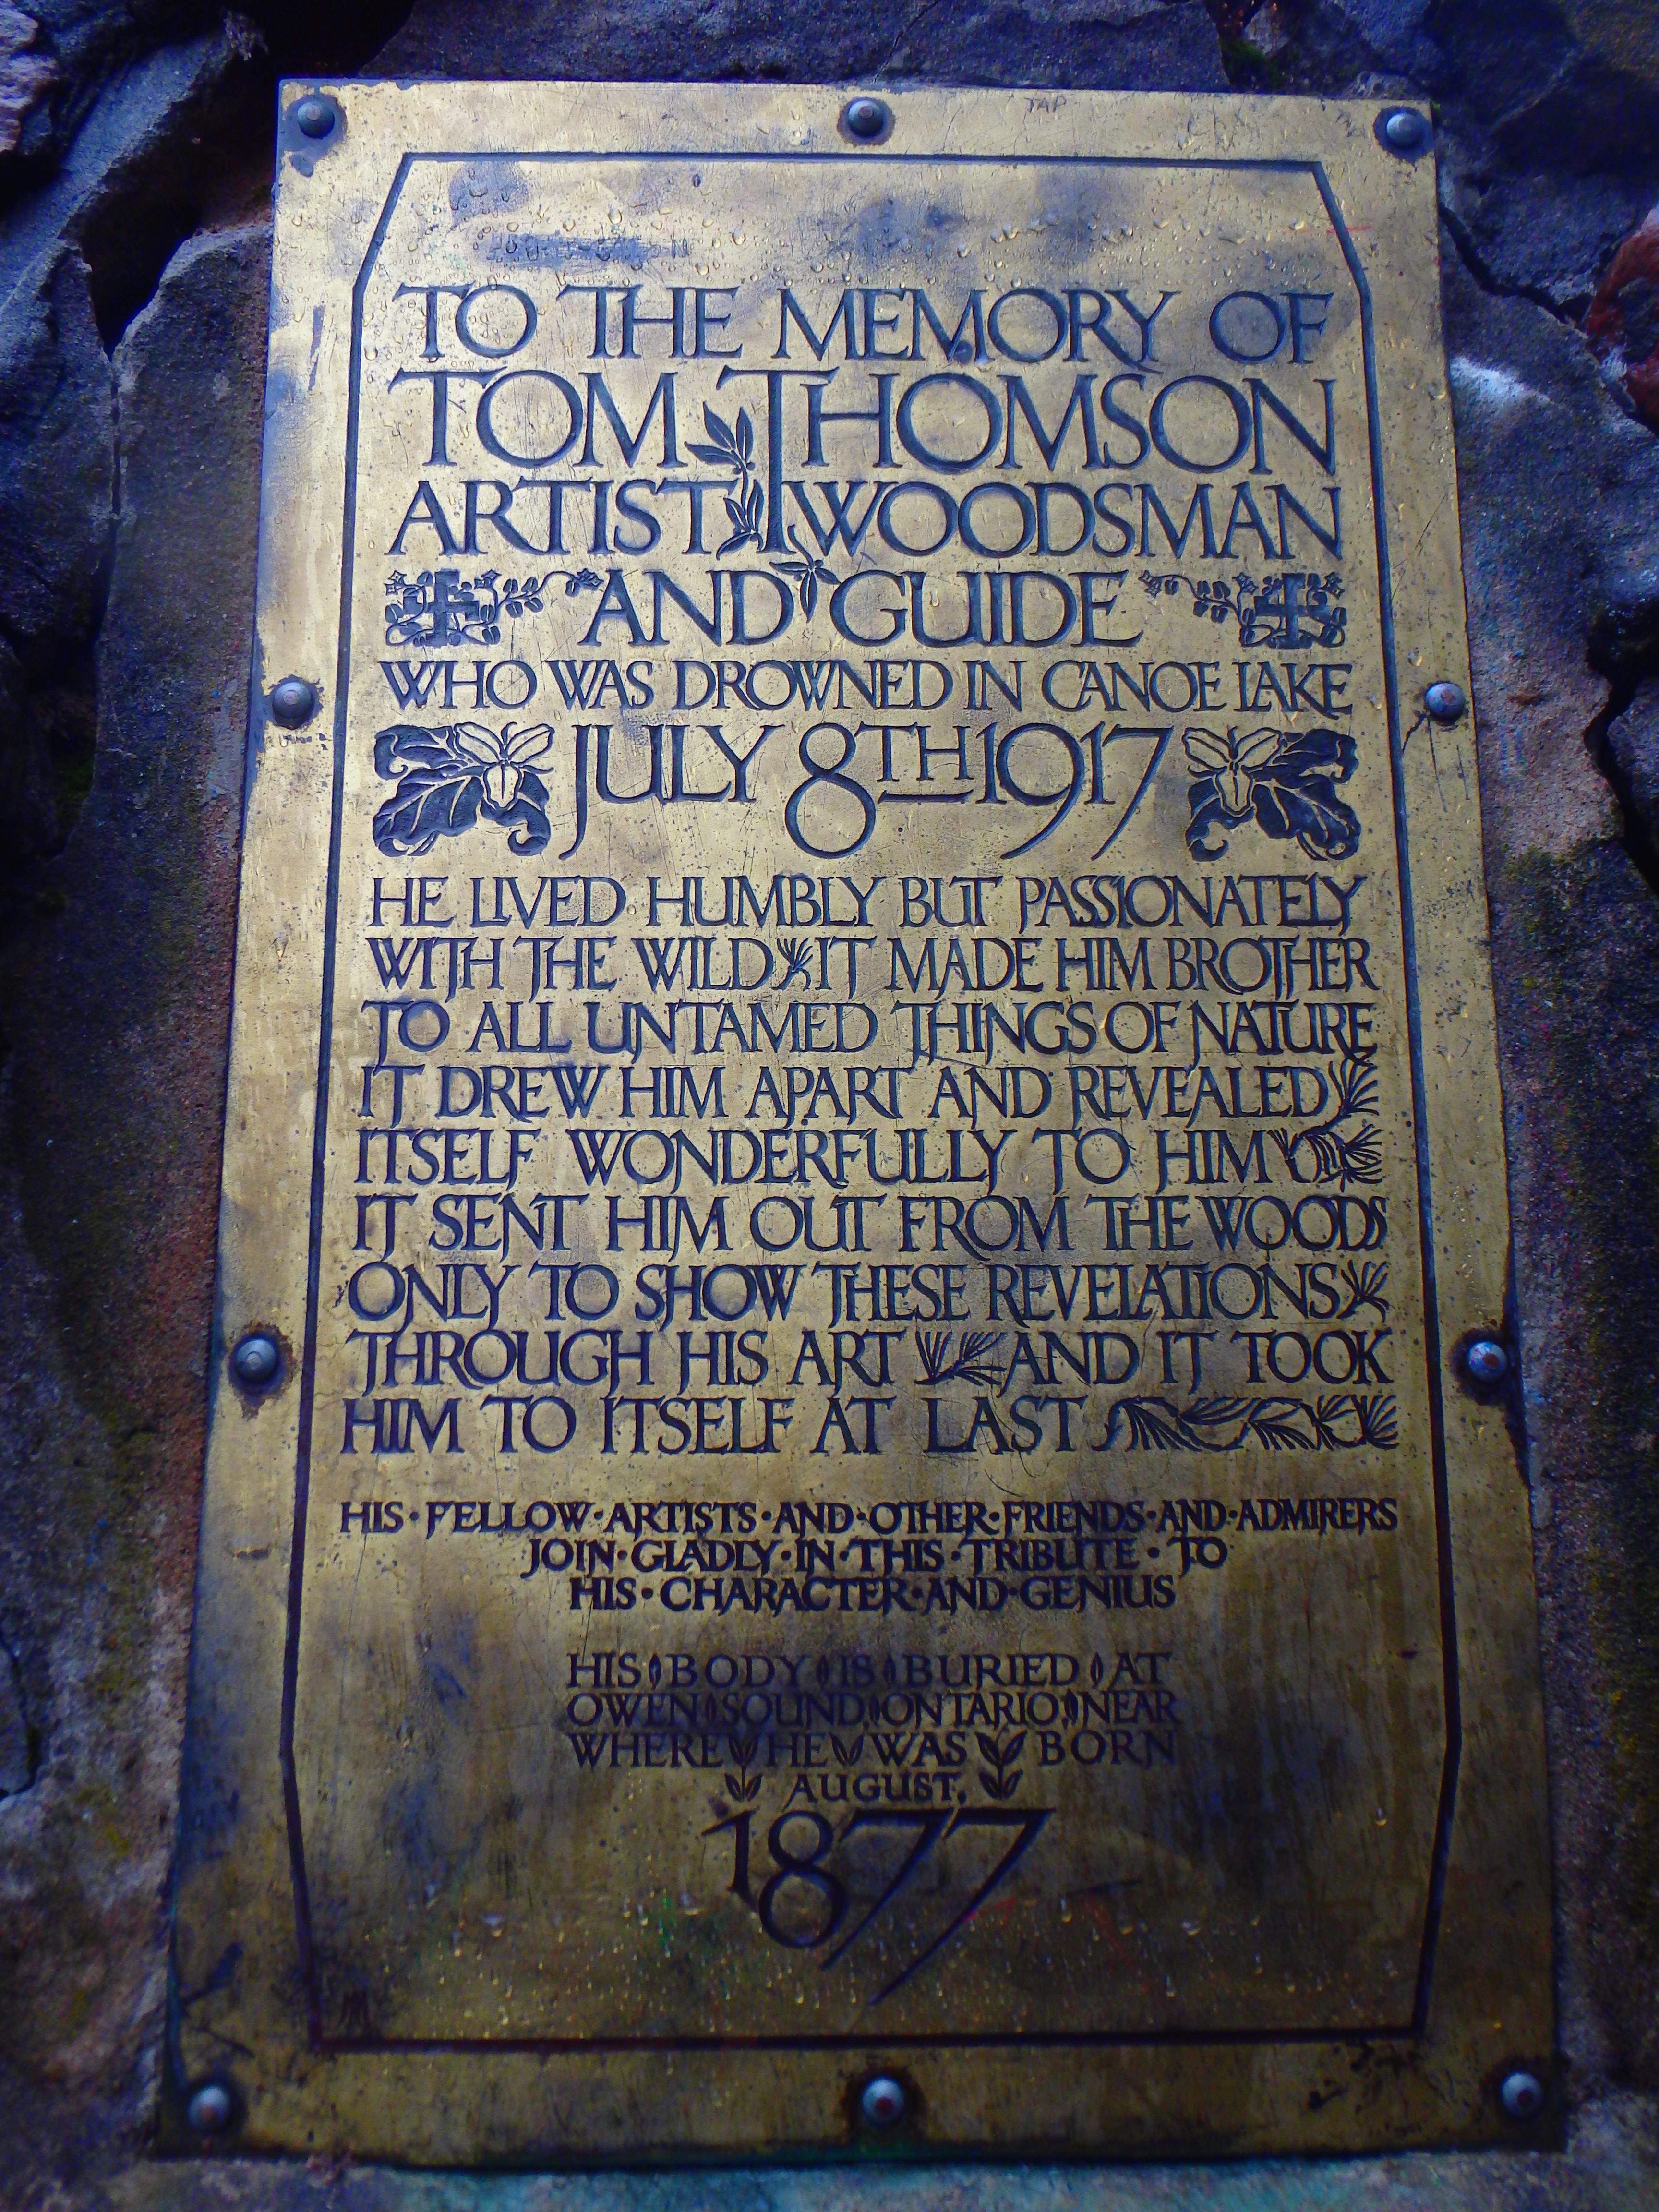 TAP
TO THE MEMORY OF
TOM THOMSON
ARTIST WOODSMAN
AND GUIDE
WHO WAS DROWNED IN CANOE LAKE
JULY 8TH 1917
HE LIVED HUMBLY BUT PASSIONATELY
WITH THE WILD IT MADE HIM BROTHER
TO ALL UNTAMED THINGS OF NATURE
IT DREW HIM APART AND REVEALED
ITSELF WONDERFULLY TO HIM
IT SENT HIM OUT FROM THE WOODS
ONLY TO SHOW THESE REVELATIONS
THROUGH HIS ART AND IT TOOK
HIM TO ITSELF AT LAST
HIS·FELLOW·ARTISTS·AND·OTHER·FRIENDS·AND·ADMIRERS
JOIN·GLADLY·IN·THIS·TRIBUTE·TO
HIS·CHARACTER·AND·GENIUS
HIS BODY IS BURIED AT
OWEN SOUND, ONTARIO, NEAR
WHERE HE WAS BORN
AUGUST,
1877